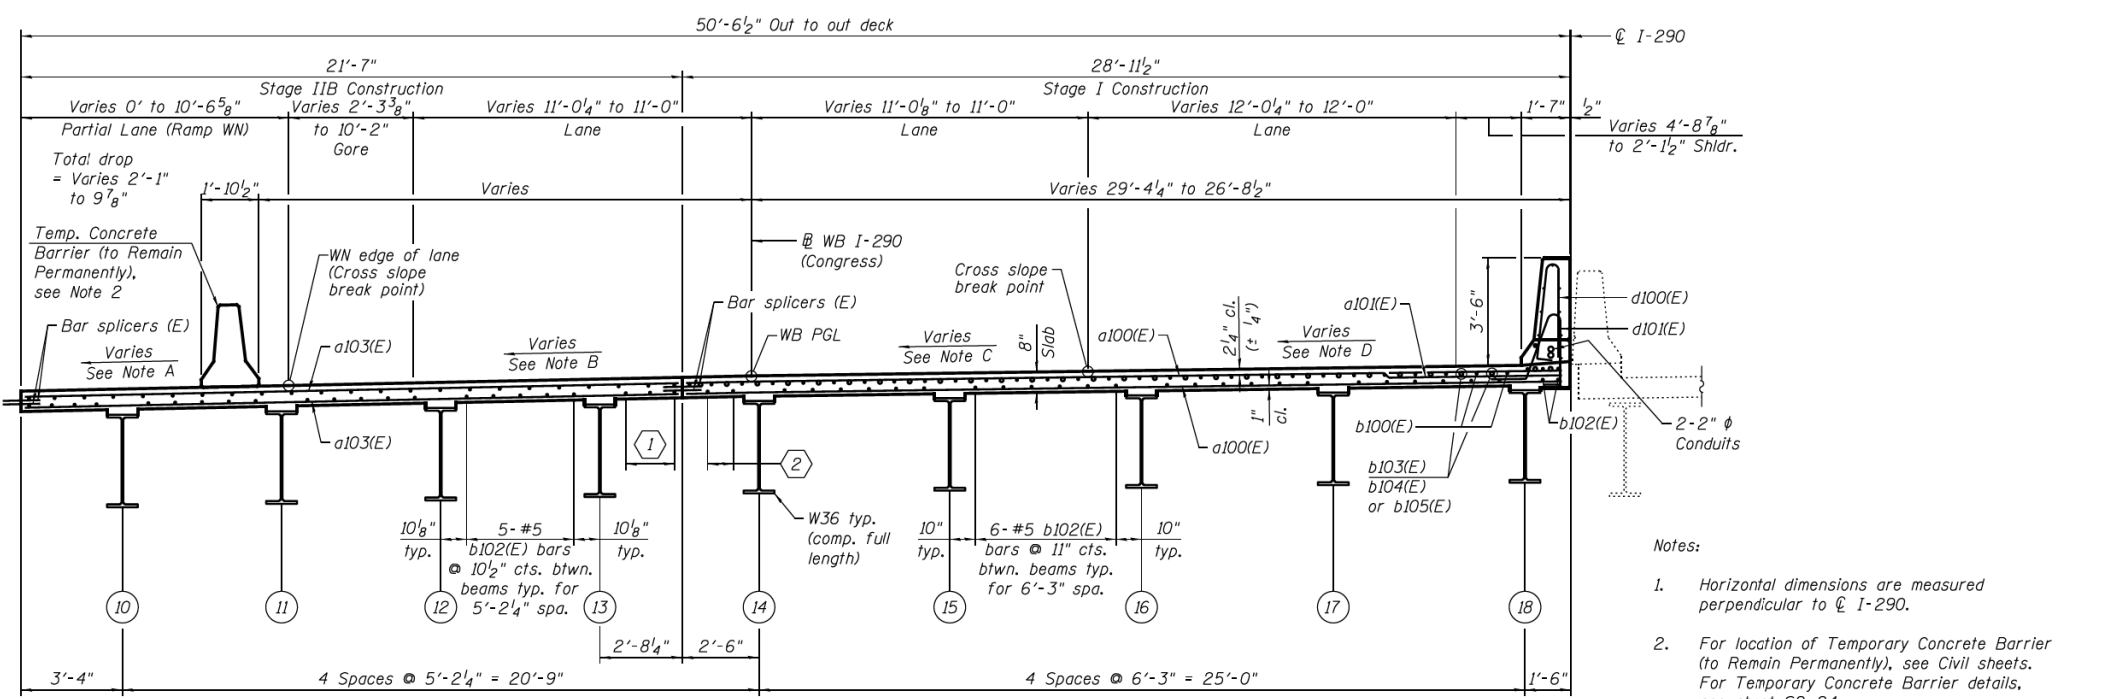 50'-6½" Out to out deck
℄ I-290
21'-7"
28'-11½"
Stage IIB Construction
Stage I Construction
Varies 0' to 10'-6⅝"
Varies 2'-3⅜"
Varies 11'-0¼" to 11'-0"
Varies 11'-0⅛" to 11'-0"
Varies 12'-0¼" to 12'-0"
1'-7"
½"
Partial Lane (Ramp WN)
to 10'-2"
Gore
Lane
Lane
Lane
Varies 4'-8⅞"
to 2'-1½" Shldr.
Total drop
= Varies 2'-1"
to 9⅞"
1'-10½"
Varies
Varies 29'-4¼" to 26'-8½"
Temp. Concrete
Barrier (to Remain
Permanently),
see Note 2
WN edge of lane
(Cross slope
break point)
℄ WB I-290
(Congress)
Cross slope
break point
Bar splicers (E)
Bar splicers (E)
WB PGL
a103(E)
Varies
See Note A
Varies
See Note B
Varies
See Note C
a100(E)
8"
Slab
2¼" cl.
(± ¼")
Varies
See Note D
a101(E)
3'-6"
d100(E)
d101(E)
a103(E)
1
2
a100(E)
1"
cl.
b100(E)
b102(E)
2-2" ϕ
Conduits
b103(E)
b104(E)
or b105(E)
W36 typ.
(comp. full
length)
10⅛"
typ.
5-#5
b102(E) bars
@ 10½" cts. btwn.
beams typ. for
5'-2¼" spa.
10⅛"
typ.
10"
typ.
6-#5 b102(E)
bars @ 11" cts.
btwn. beams typ.
for 6'-3" spa.
10"
typ.
10
11
12
13
14
15
16
17
18
2'-8¼"
2'-6"
3'-4"
4 Spaces @ 5'-2¼" = 20'-9"
4 Spaces @ 6'-3" = 25'-0"
1'-6"
Notes:
1. Horizontal dimensions are measured
perpendicular to ℄ I-290.
2. For location of Temporary Concrete Barrier
(to Remain Permanently), see Civil sheets.
For Temporary Concrete Barrier details,